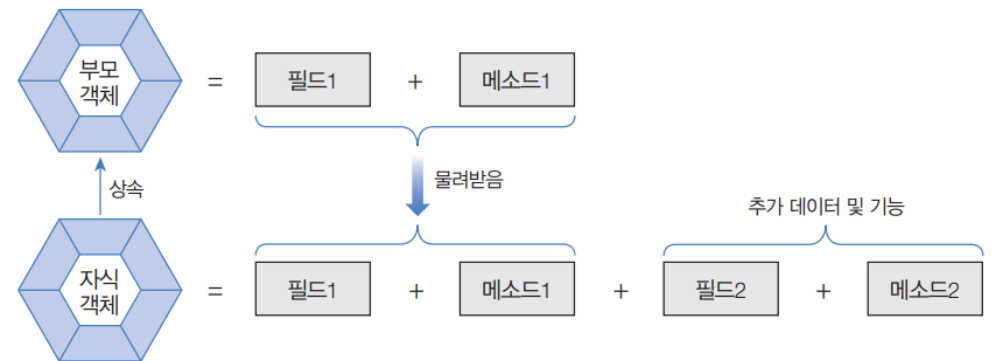 부모
객체
=
필드1
+
메소드1
상속
물려받음
추가 데이터 및 기능
자식
객체
=
필드1
+
메소드1
+
필드2
+
메소드2